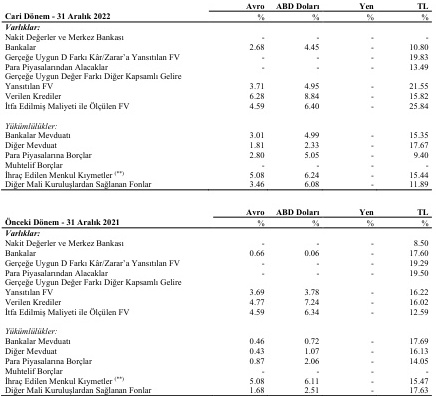 Avro ABD Doları Yen TL
Cari Dönem - 31 Aralık 2022 % % % %
Varlıklar:
Nakit Değerler ve Merkez Bankası - - - -
Bankalar 2.68 4.45 - 10.80
Gerçeğe Uygun D Farkı Kâr/Zarar’a Yansıtılan FV - - - 19.83
Para Piyasalarından Alacaklar - - - 13.49
Gerçeğe Uygun Değer Farkı Diğer Kapsamlı Gelire
Yansıtılan FV 3.71 4.95 - 21.55
Verilen Krediler 6.28 8.84 - 15.82
İtfa Edilmiş Maliyeti ile Ölçülen FV 4.59 6.40 - 25.84
Yükümlülükler:
Bankalar Mevduatı 3.01 4.99 - 15.35
Diğer Mevduat 1.81 2.33 - 17.67
Para Piyasalarına Borçlar 2.80 5.05 - 9.40
Muhtelif Borçlar - - - -
İhraç Edilen Menkul Kıymetler (**) 5.08 6.24 - 15.44
Diğer Mali Kuruluşlardan Sağlanan Fonlar 3.46 6.08 - 11.89
Avro ABD Doları Yen TL
Önceki Dönem - 31 Aralık 2021 % % % %
Varlıklar:
Nakit Değerler ve Merkez Bankası - - - 8.50
Bankalar 0.66 0.06 - 17.60
Gerçeğe Uygun D Farkı Kâr/Zarar’a Yansıtılan FV - - - 19.29
Para Piyasalarından Alacaklar - - - 19.50
Gerçeğe Uygun Değer Farkı Diğer Kapsamlı Gelire
Yansıtılan FV 3.69 3.78 - 16.22
Verilen Krediler 4.77 7.24 - 16.02
İtfa Edilmiş Maliyeti ile Ölçülen FV 4.59 6.34 - 12.59
Yükümlülükler:
Bankalar Mevduatı 0.46 0.72 - 17.69
Diğer Mevduat 0.43 1.07 - 16.13
Para Piyasalarına Borçlar 0.87 2.06 - 14.05
Muhtelif Borçlar - - - -
İhraç Edilen Menkul Kıymetler (**) 5.08 6.11 - 15.47
Diğer Mali Kuruluşlardan Sağlanan Fonlar 1.68 2.51 - 17.63